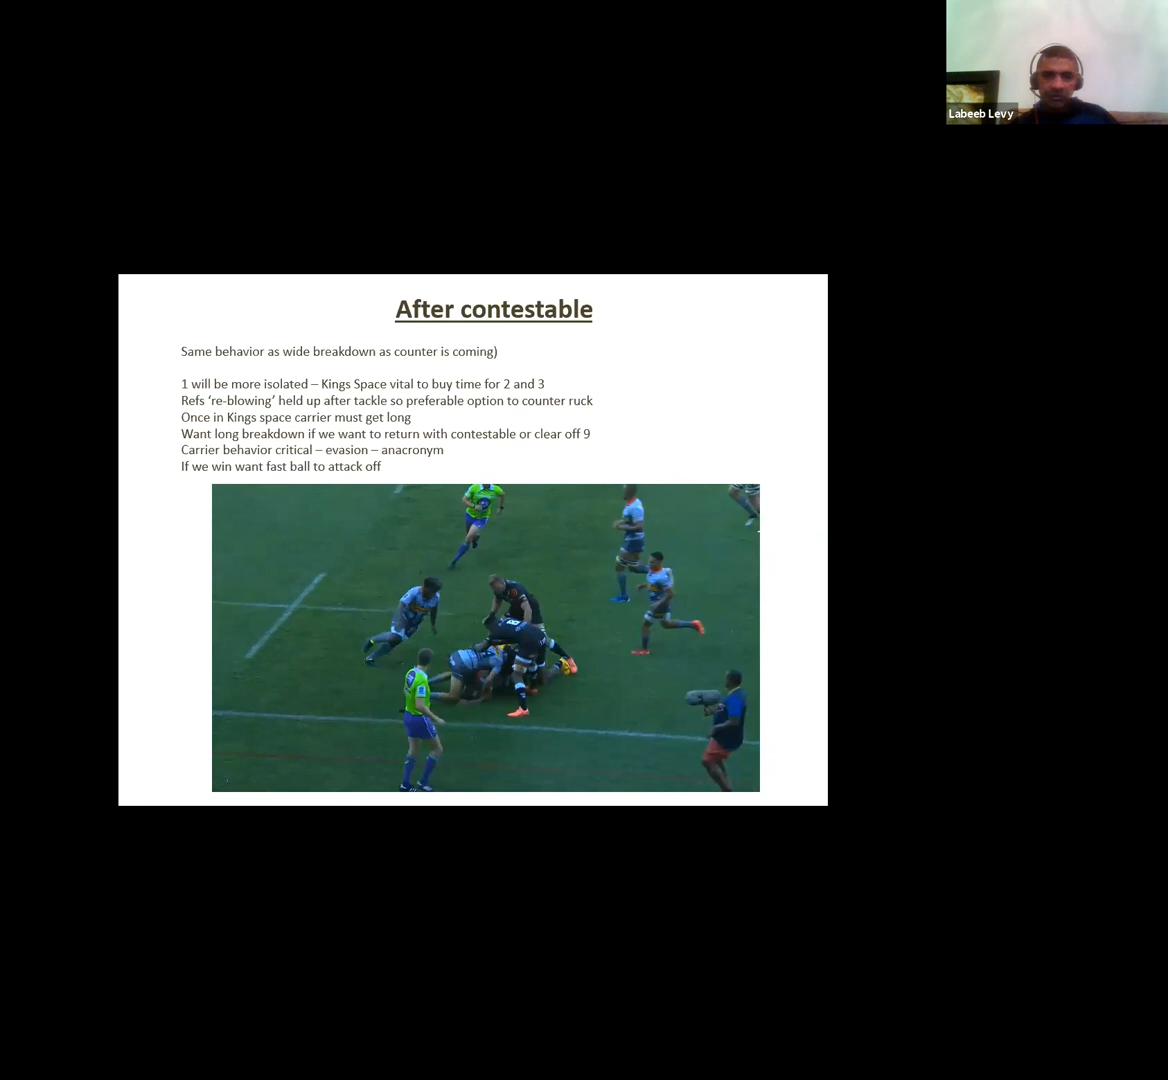 Labeeb Levy
After contestable
Same behavior as wide breakdown as counter is coming)
1 will be more isolated – Kings Space vital to buy time for 2 and 3
Refs ‘re-blowing’ held up after tackle so preferable option to counter ruck
Once in Kings space carrier must get long
Want long breakdown if we want to return with contestable or clear off 9
Carrier behavior critical – evasion – anacronym
If we win want fast ball to attack off